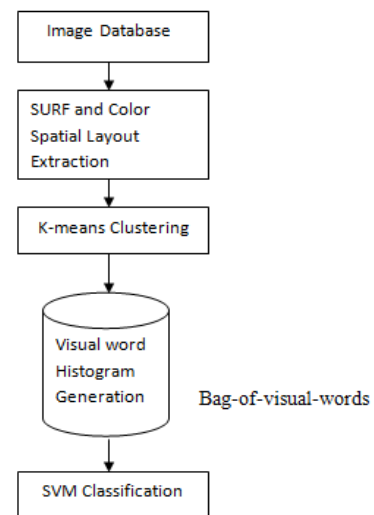 Image Database
SURF and Color
Spatial Layout
Extraction
K-means Clustering
Visual word
Histogram
Generation
Bag-of-visual-words
SVM Classification